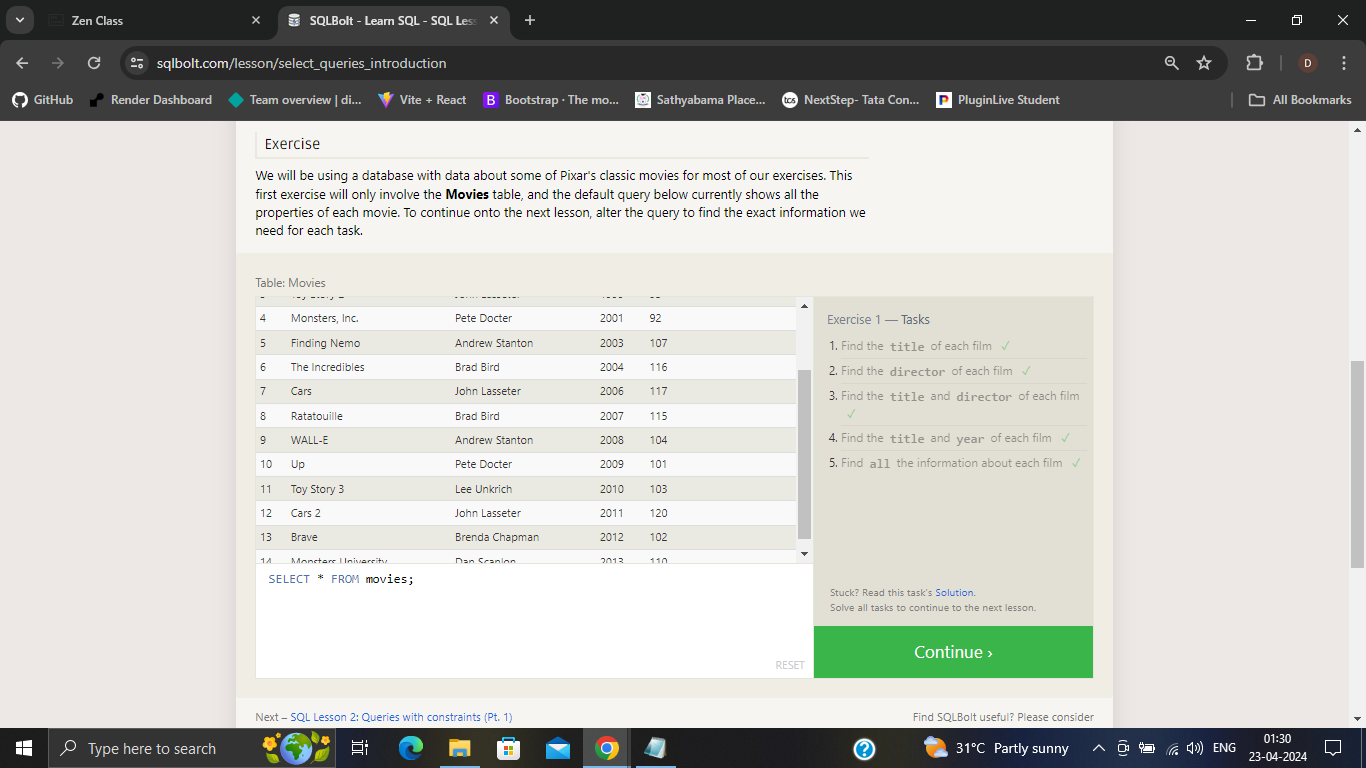 Zen Class
SQLBolt - Learn SQL - SQL Les
sqlbolt.com/lesson/select_queries_introduction
D
GitHub
Render Dashboard
Team overview | di...
Vite + React
B
Bootstrap · The mo...
Sathyabama Place...
tcs
NextStep- Tata Con...
P
PluginLive Student
All Bookmarks
Exercise
We will be using a database with data about some of Pixar's classic movies for most of our exercises. This
first exercise will only involve the Movies table, and the default query below currently shows all the
properties of each movie. To continue onto the next lesson, alter the query to find the exact information we
need for each task.
Table: Movies
4 Monsters, Inc. Pete Docter 2001 92
5 Finding Nemo Andrew Stanton 2003 107
6 The Incredibles Brad Bird 2004 116
7 Cars John Lasseter 2006 117
8 Ratatouille Brad Bird 2007 115
9 WALL-E Andrew Stanton 2008 104
10 Up Pete Docter 2009 101
11 Toy Story 3 Lee Unkrich 2010 103
12 Cars 2 John Lasseter 2011 120
13 Brave Brenda Chapman 2012 102
14 Monsters University Dan Scanlon 2013 110
SELECT * FROM movies;
RESET
Exercise 1 — Tasks
1. Find the title of each film ✓
2. Find the director of each film ✓
3. Find the title and director of each film
✓
4. Find the title and year of each film ✓
5. Find all the information about each film ✓
Stuck? Read this task's Solution.
Solve all tasks to continue to the next lesson.
Continue ›
Next – SQL Lesson 2: Queries with constraints (Pt. 1)
Find SQLBolt useful? Please consider
Type here to search
31°C Partly sunny
ENG
01:30
23-04-2024